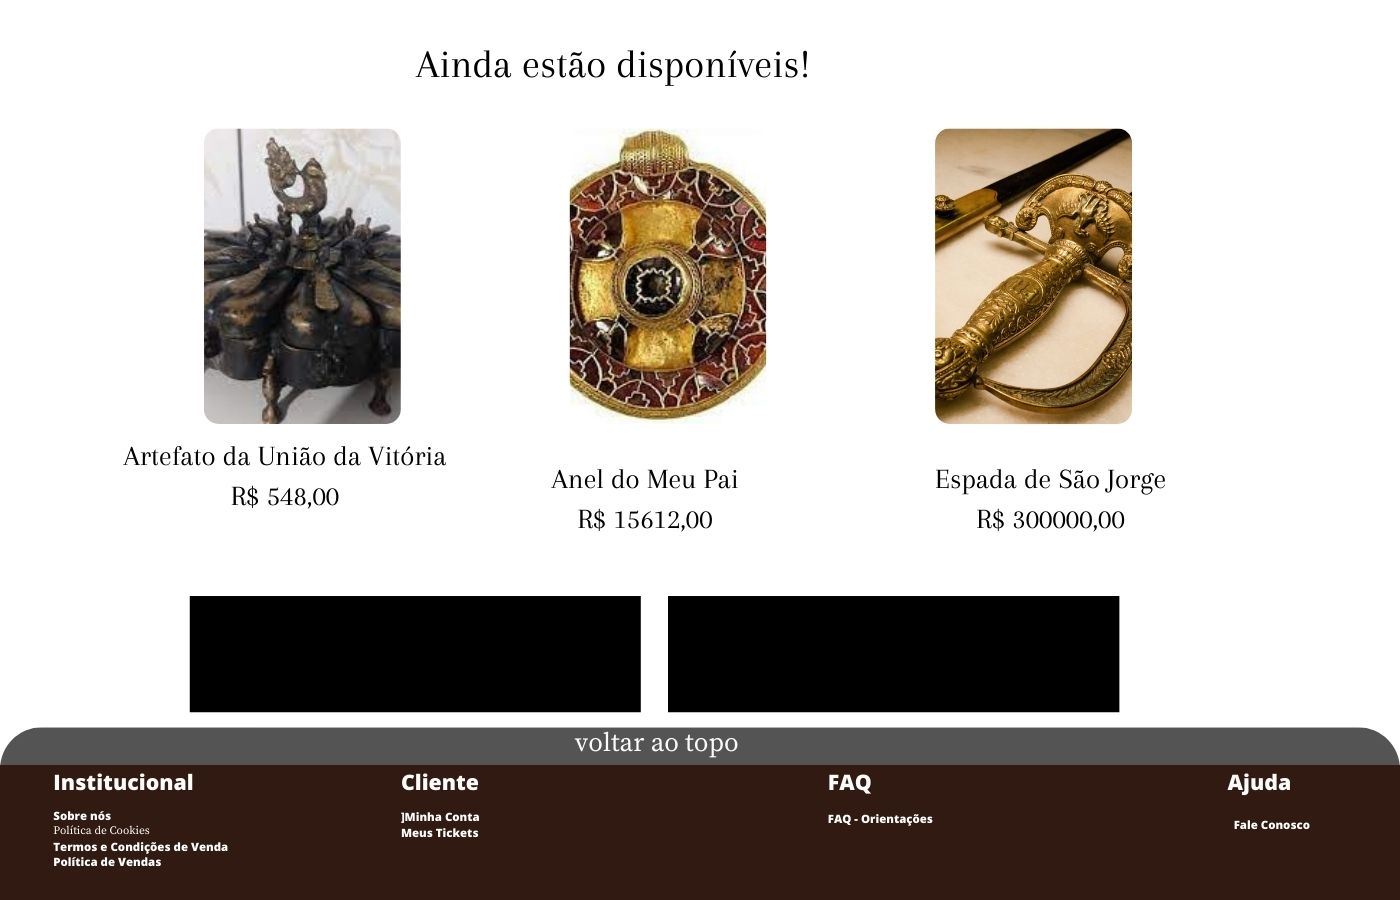 Ainda estão disponíveis!
Artefato da União da Vitória
R$ 548,00
Anel do Meu Pai
R$ 15612,00
Espada de São Jorge
R$ 300000,00
voltar ao topo
Institucional
Sobre nós
Política de Cookies
Termos e Condições de Venda
Política de Vendas
Cliente
]Minha Conta
Meus Tickets
FAQ
FAQ - Orientações
Ajuda
Fale Conosco